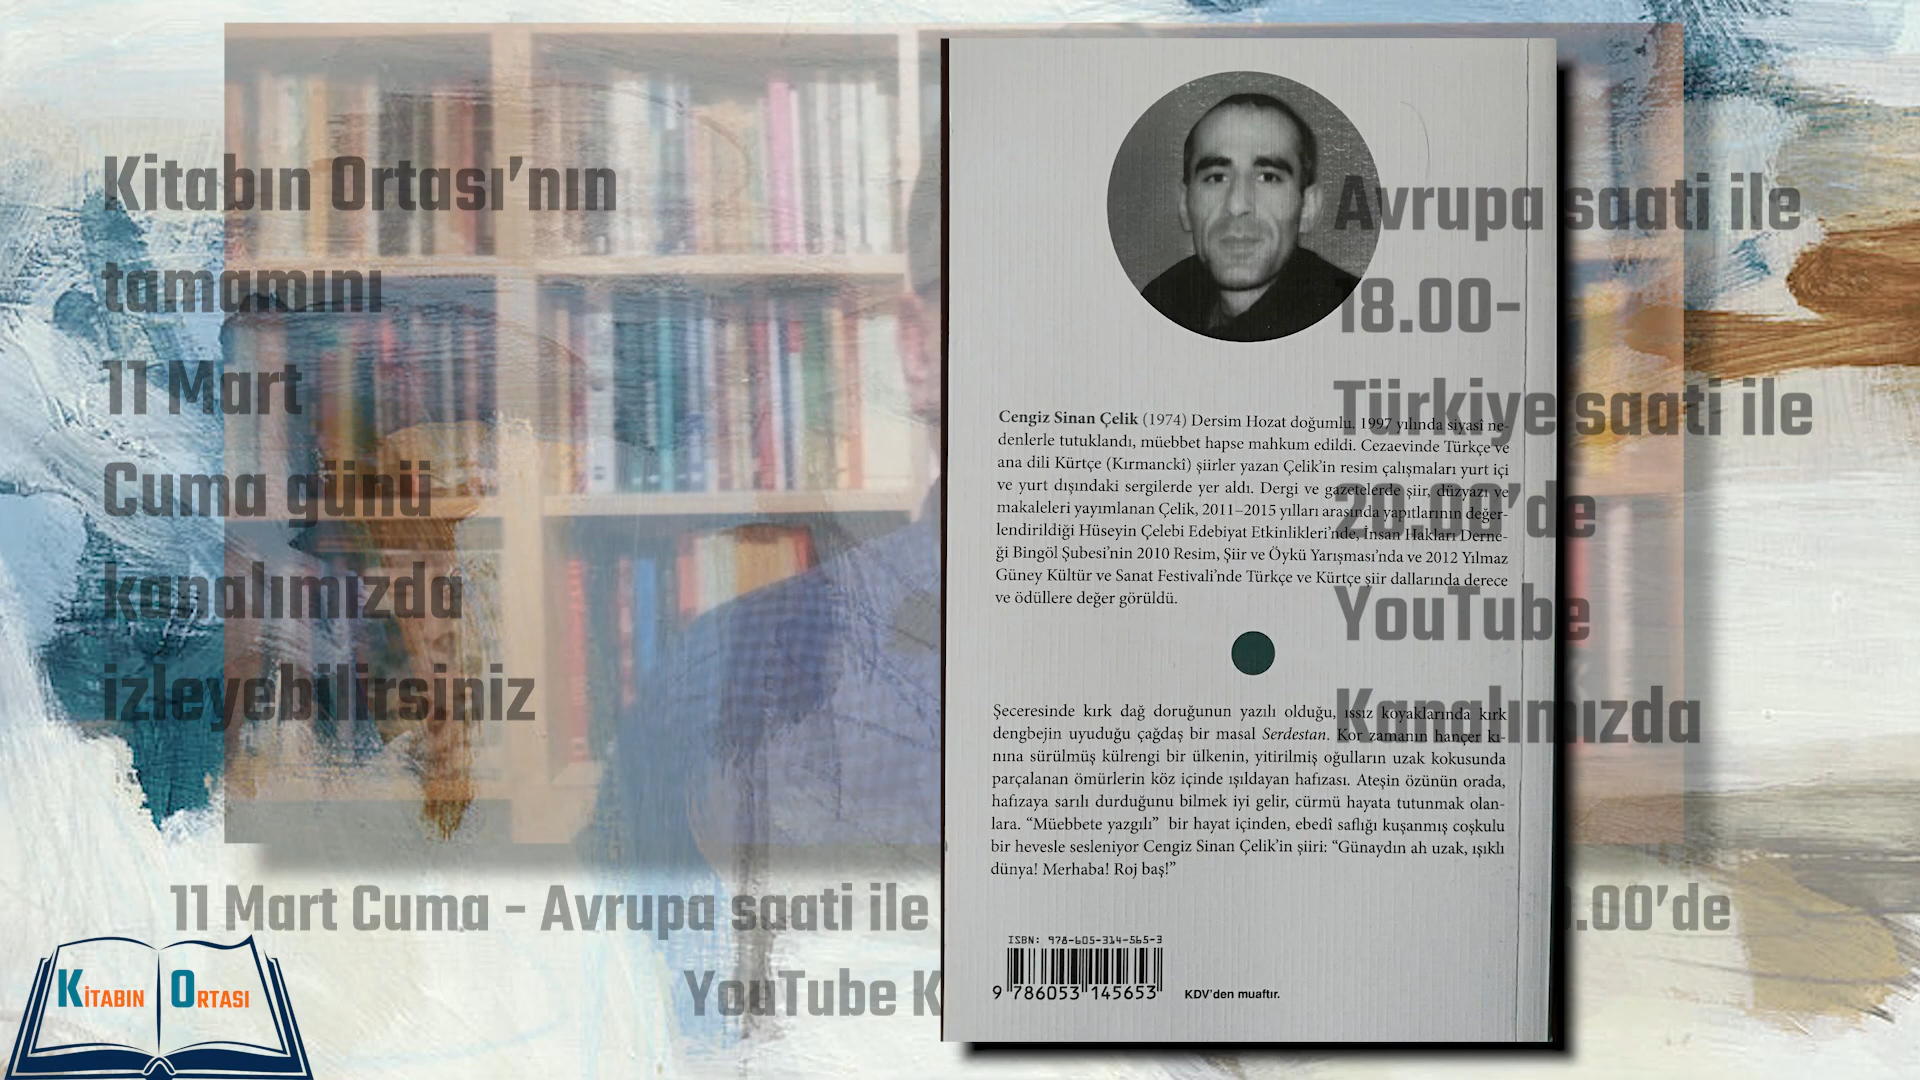 Kitabın Ortası’nın
tamamını
11 Mart
Cuma günü
kanalımızda
izleyebilirsiniz
Avrupa saati ile
18.00-
Türkiye saati ile
20.00’de
YouTube
Kanalımızda
Cengiz Sinan Çelik (1974) Dersim Hozat doğumlu. 1997 yılında siyasî ne-
denlerle tutuklandı, müebbet hapse mahkum edildi. Cezaevinde Türkçe ve
ana dili Kürtçe (Kırmanckî) şiirler yazan Çelik’in resim çalışmaları yurt içi
ve yurt dışındaki sergilerde yer aldı. Dergi ve gazetelerde şiir, düzyazı ve
makaleleri yayımlanan Çelik, 2011–2015 yılları arasında yapıtlarının değer-
lendirildiği Hüseyin Çelebi Edebiyat Etkinlikleri’nde, İnsan Hakları Derne-
ği Bingöl Şubesi’nin 2010 Resim, Şiir ve Öykü Yarışması’nda ve 2012 Yılmaz
Güney Kültür ve Sanat Festivali’nde Türkçe ve Kürtçe şiir dallarında derece
ve ödüllere değer görüldü.
Şeceresinde kırk dağ doruğunun yazılı olduğu, ıssız koyaklarında kırk
dengbejin uyuduğu çağdaş bir masal Serdestan. Kor zamanın hançer kı-
nına sürülmüş külrengi bir ülkenin, yitirilmiş oğulların uzak kokusunda
parçalanan ömürlerin köz içinde ışıldayan hafızası. Ateşin özünün orada,
hafızaya sarılı durduğunu bilmek iyi gelir, cürmü hayata tutunmak olan-
lara. “Müebbete yazgılı” bir hayat içinden, ebedî saflığı kuşanmış coşkulu
bir hevesle sesleniyor Cengiz Sinan Çelik’in şiiri: “Günaydın ah uzak, ışıklı
dünya! Merhaba! Roj baş!”
ISBN: 978-605-314-565-3
9 786053 145653
KDV’den muaftır.
11 Mart Cuma - Avrupa saati ile .00’de
YouTube K
KİTABIN ORTASI